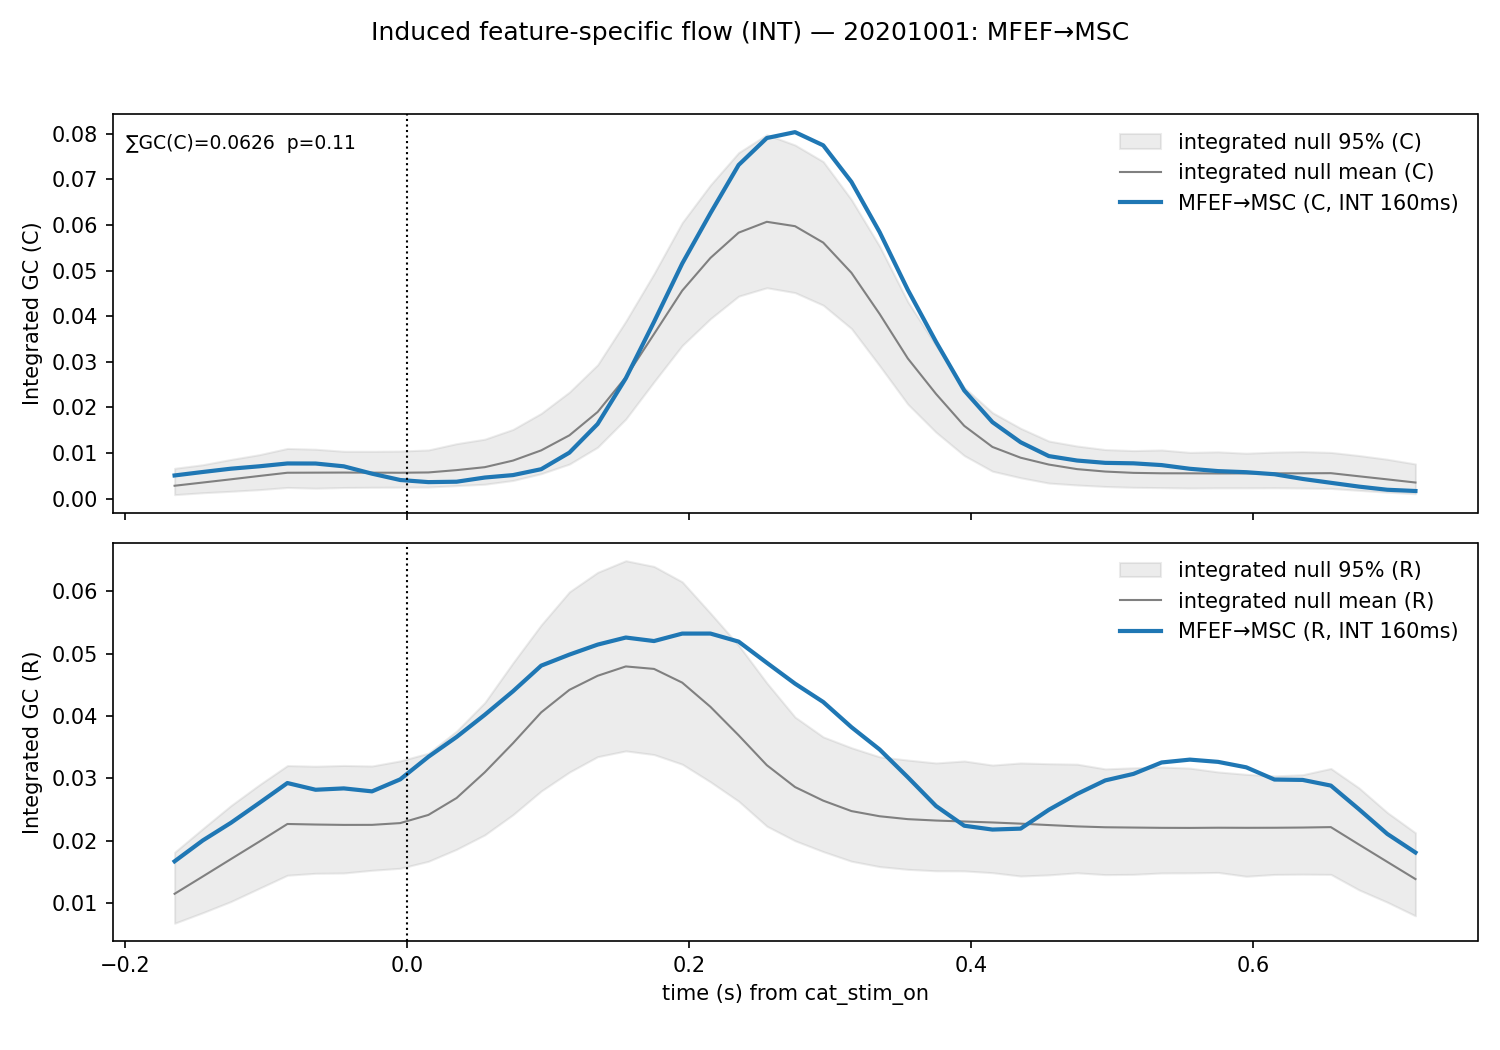 Induced feature-specific flow (INT) — 20201001: MFEF→MSC
∑GC(C)=0.0626  p=0.11
integrated null 95% (C)
integrated null mean (C)
MFEF→MSC (C, INT 160ms)
Integrated GC (C)
0.08
0.07
0.06
0.05
0.04
0.03
0.02
0.01
0.00
integrated null 95% (R)
integrated null mean (R)
MFEF→MSC (R, INT 160ms)
Integrated GC (R)
0.06
0.05
0.04
0.03
0.02
0.01
−0.2 0.0 0.2 0.4 0.6
time (s) from cat_stim_on